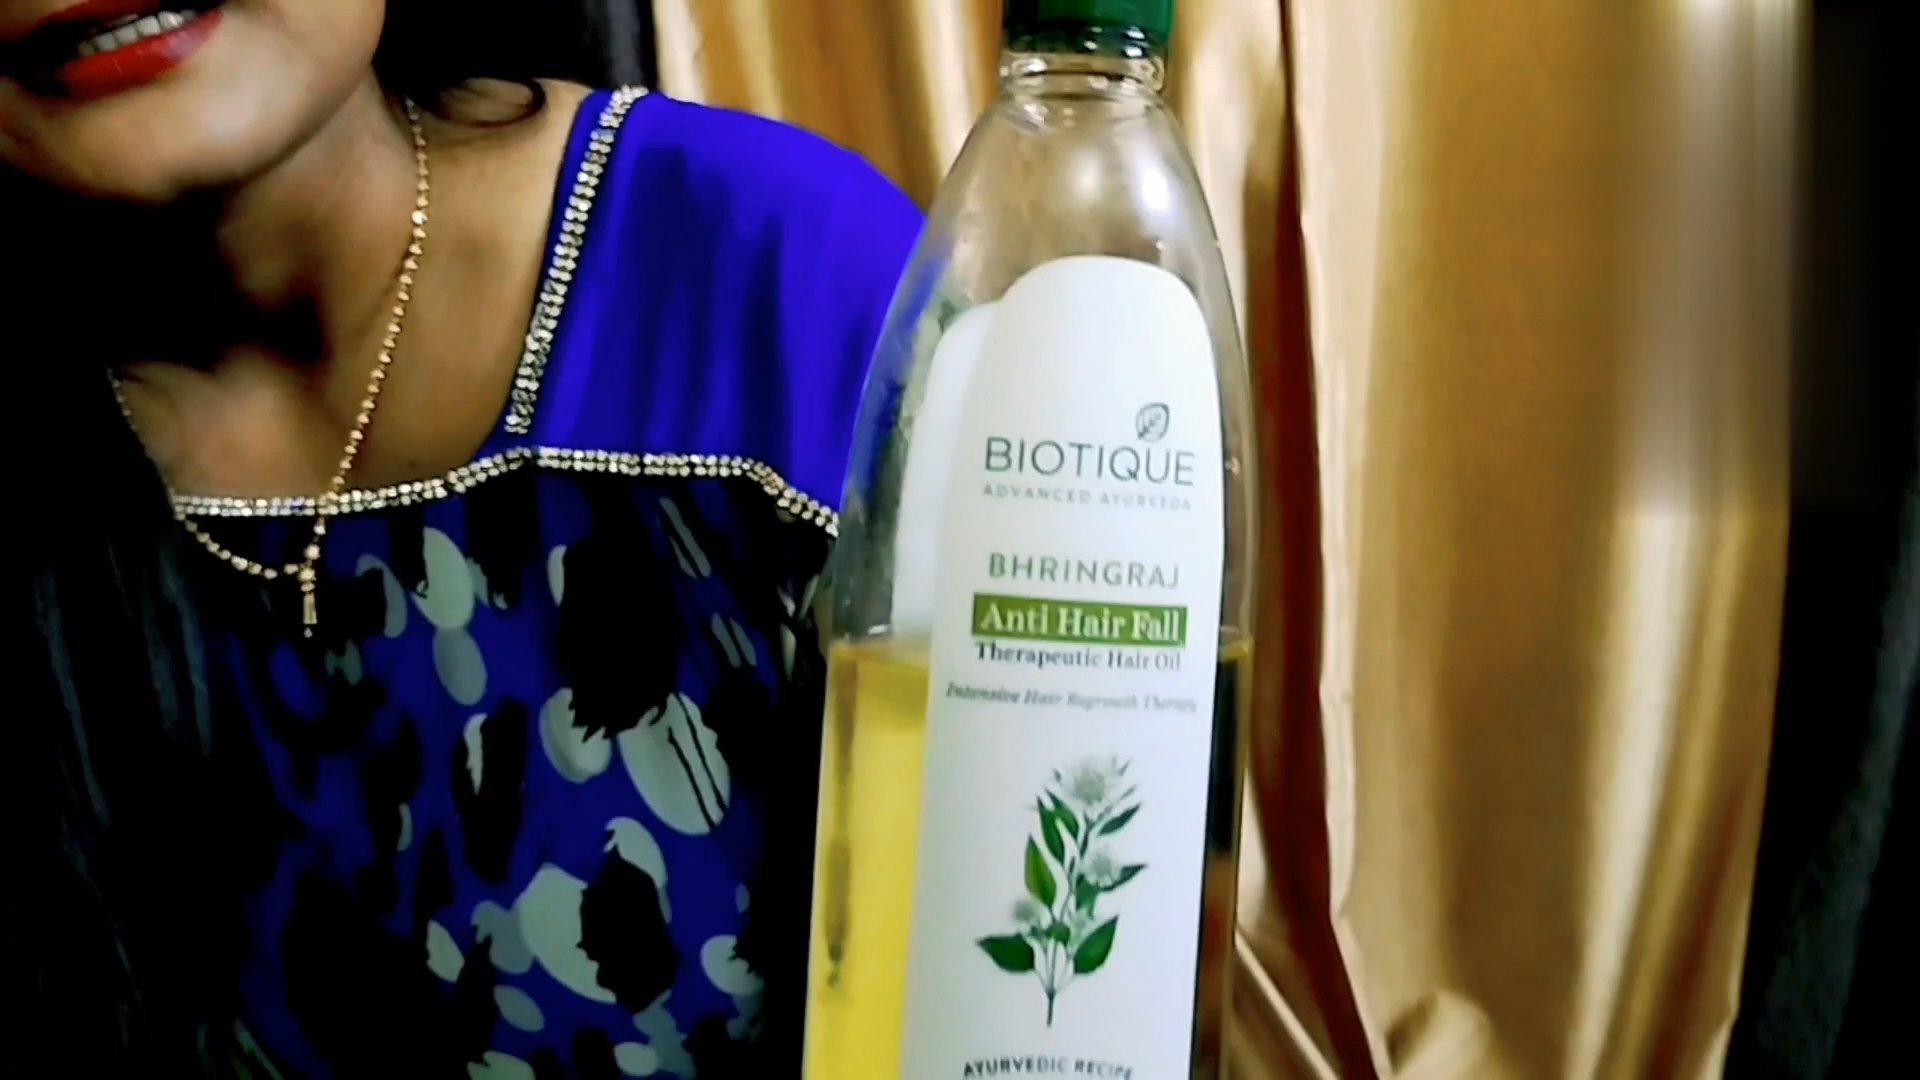 BIOTIQUE
ADVANCED AYURVEDA
BHRINGRAJ
Anti Hair Fall
Therapeutic Hair Oil
Intensive Hair Regrowth Therapy
AYURVEDIC RECIPE